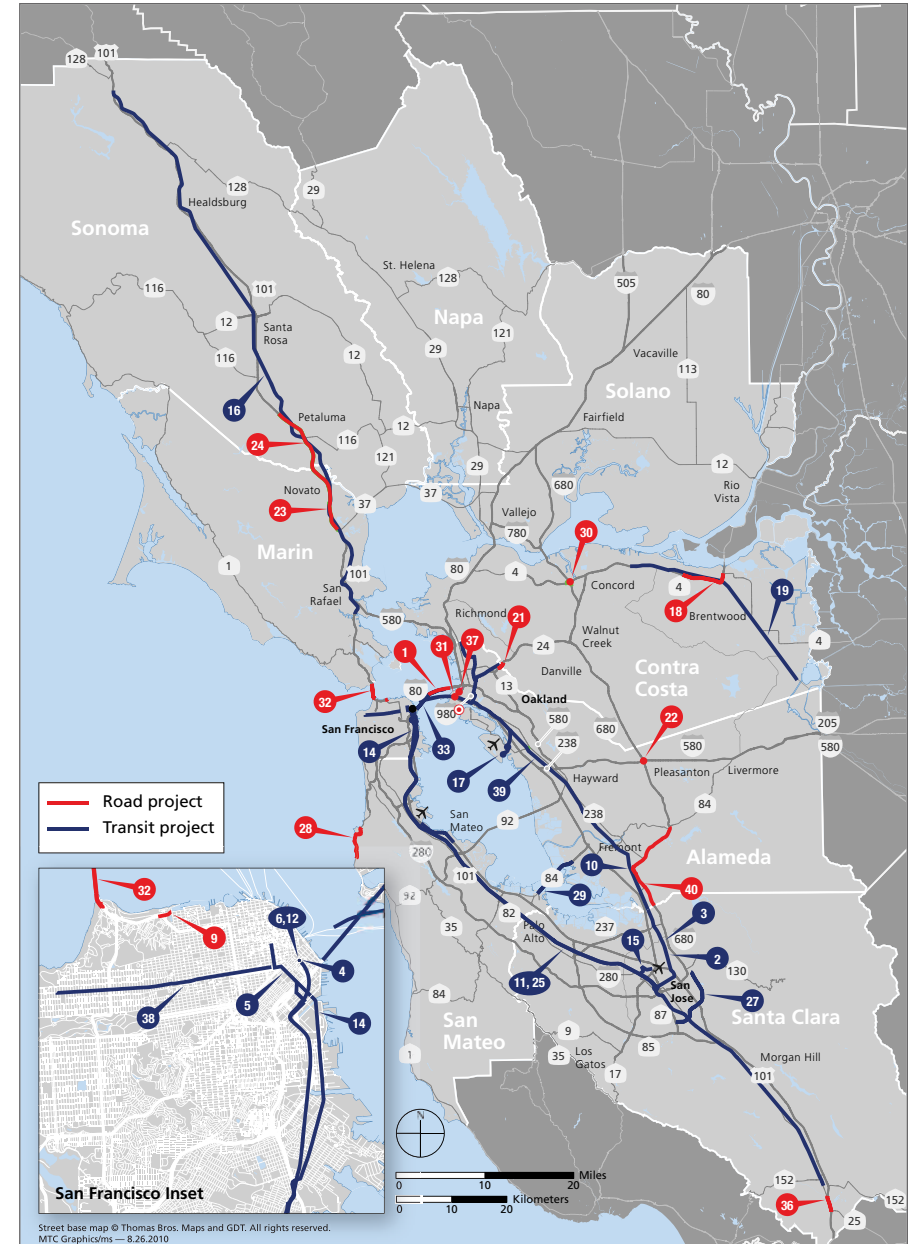 128
101
128
29
Healdsburg
Sonoma
St. Helena
128
505
80
116
101
Napa
12
Santa
Rosa
121
116
12
29
Vacaville
113
Solano
16
Petaluma
Napa
Fairfield
24
116
12
121
29
12
Rio
Vista
680
Novato
37
37
23
Vallejo
780
30
Marin
1
101
80
4
Concord
4
19
San
Rafael
18
Brentwood
580
Richmond
21
Walnut
Creek
4
1
31
37
24
Danville
Contra
Costa
32
80
13
Oakland
980
580
680
22
205
San Francisco
14
33
238
580
580
17
39
Hayward
Pleasanton
Livermore
Road project
Transit project
28
San
Mateo
92
238
84
280
Fremont
Alameda
101
10
84
29
40
92
82
3
35
Palo
Alto
237
15
680
2
11, 25
280
130
San
Jose
27
84
87
Santa Clara
San
Mateo
9
85
1
35
Los
Gatos
17
Morgan Hill
101
32
6,12
9
4
5
38
14
San Francisco Inset
N
Miles
0
10
20
Kilometers
0
10
20
152
36
152
25
Street base map © Thomas Bros. Maps and GDT. All rights reserved.
MTC Graphics/ms — 8.26.2010